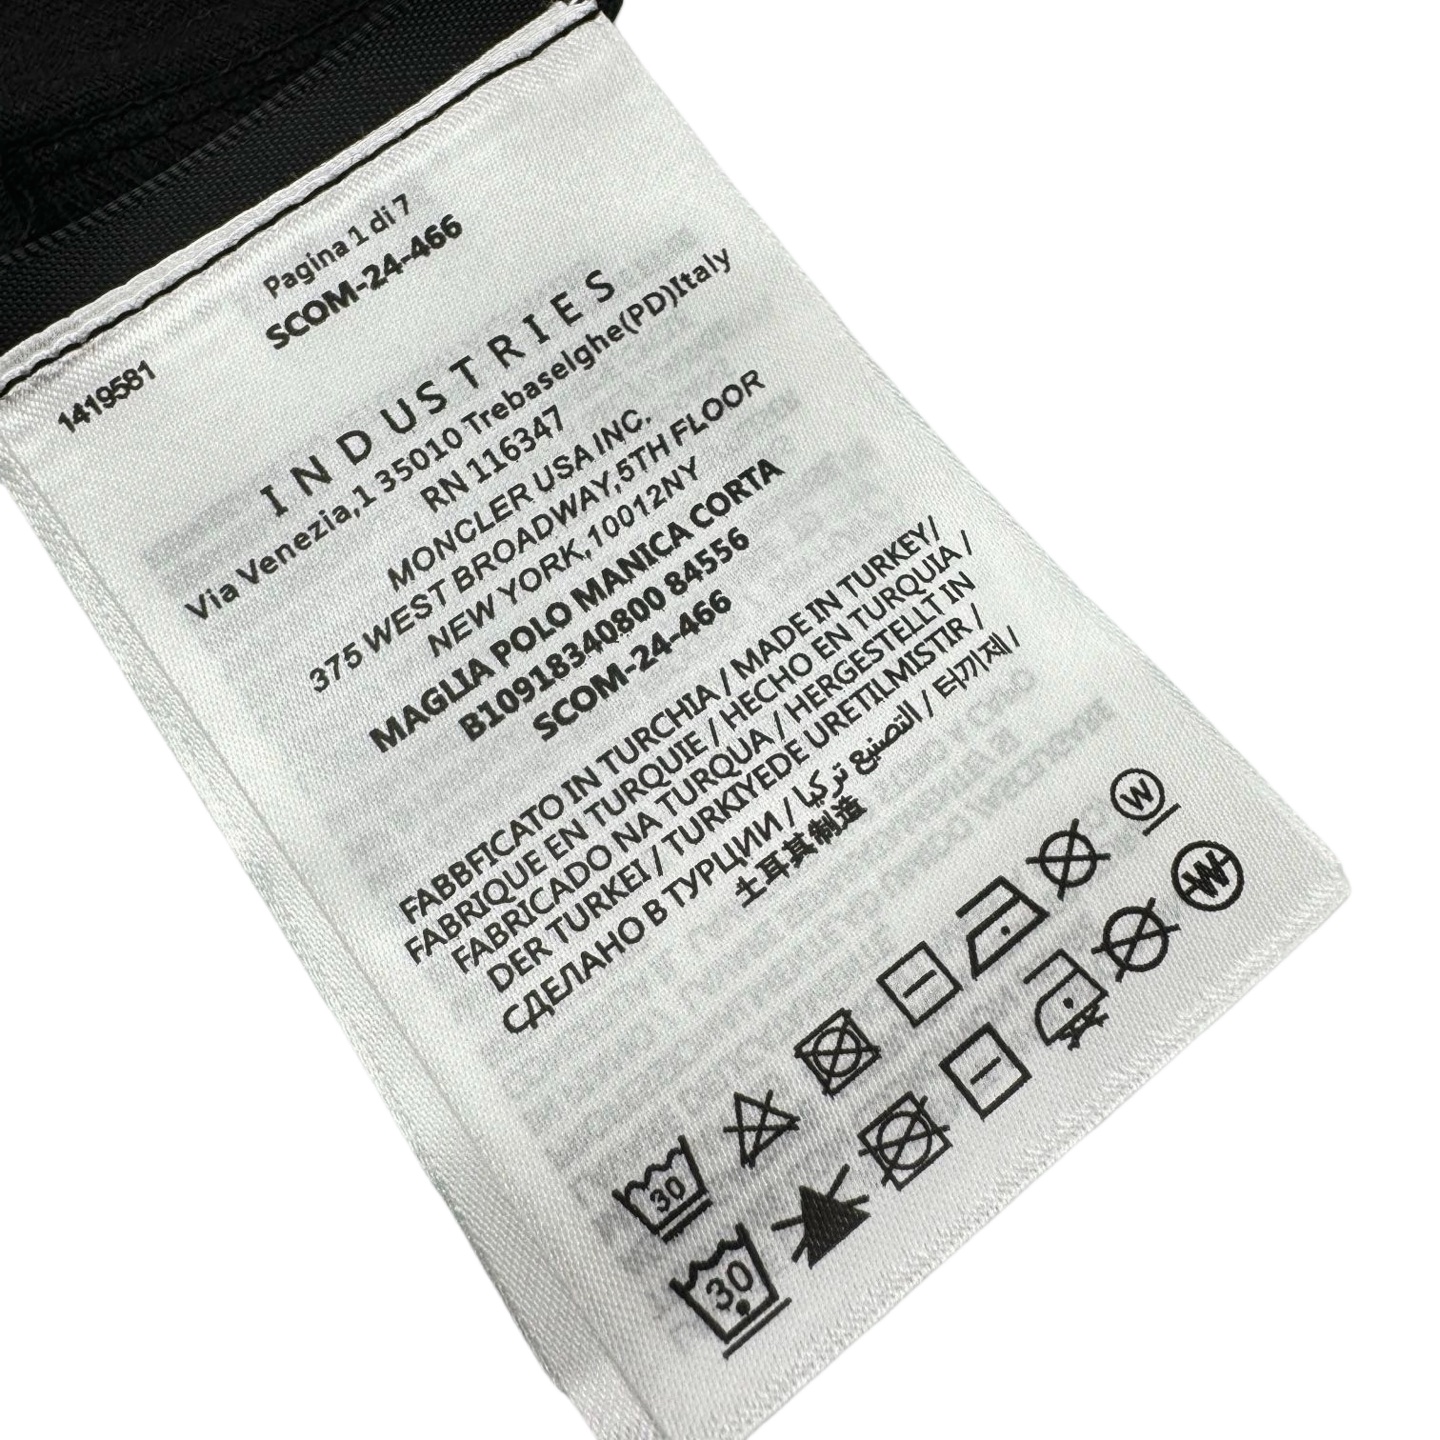 Pagina 1 di 7
SCOM-24-466
1419581
INDUSTRIES
Via Venezia,1 35010 Trebaselghe(PD)Italy
RN 116347
MONCLER USA INC.
375 WEST BROADWAY,5TH FLOOR
NEW YORK,10012NY
MAGLIA POLO MANICA CORTA
B10918340800 84556
SCOM-24-466
FABBFICATO IN TURCHIA / MADE IN TURKEY/
FABRIQUE EN TURQUIE / HECHO EN TURQUIA /
FABRICADO NA TURQUA / HERGESTELLT IN
DER TURKEI / TURKIYEDE URETILMISTIR /
СДЕЛАНО В ТУРЦИИ / التصنيع تركيا / 터끼제 /
土耳其制造
30
W
30
W